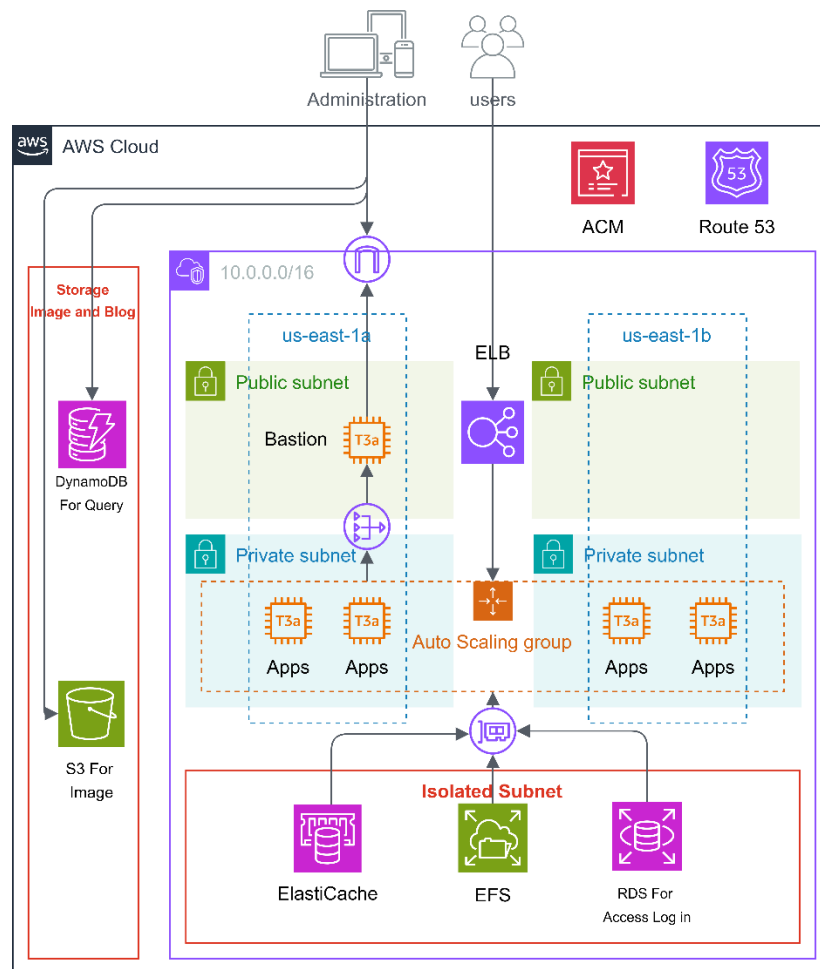 Administration
users
aws
AWS Cloud
53
ACM
Route 53
10.0.0.0/16
Storage
Image and Blog
us-east-1a
us-east-1b
ELB
Public subnet
Public subnet
Bastion
T3a
DynamoDB
For Query
Private subnet
Private subnet
T3a
T3a
T3a
T3a
Auto Scaling group
Apps
Apps
Apps
Apps
S3 For
Image
Isolated Subnet
ElastiCache
EFS
RDS For
Access Log in